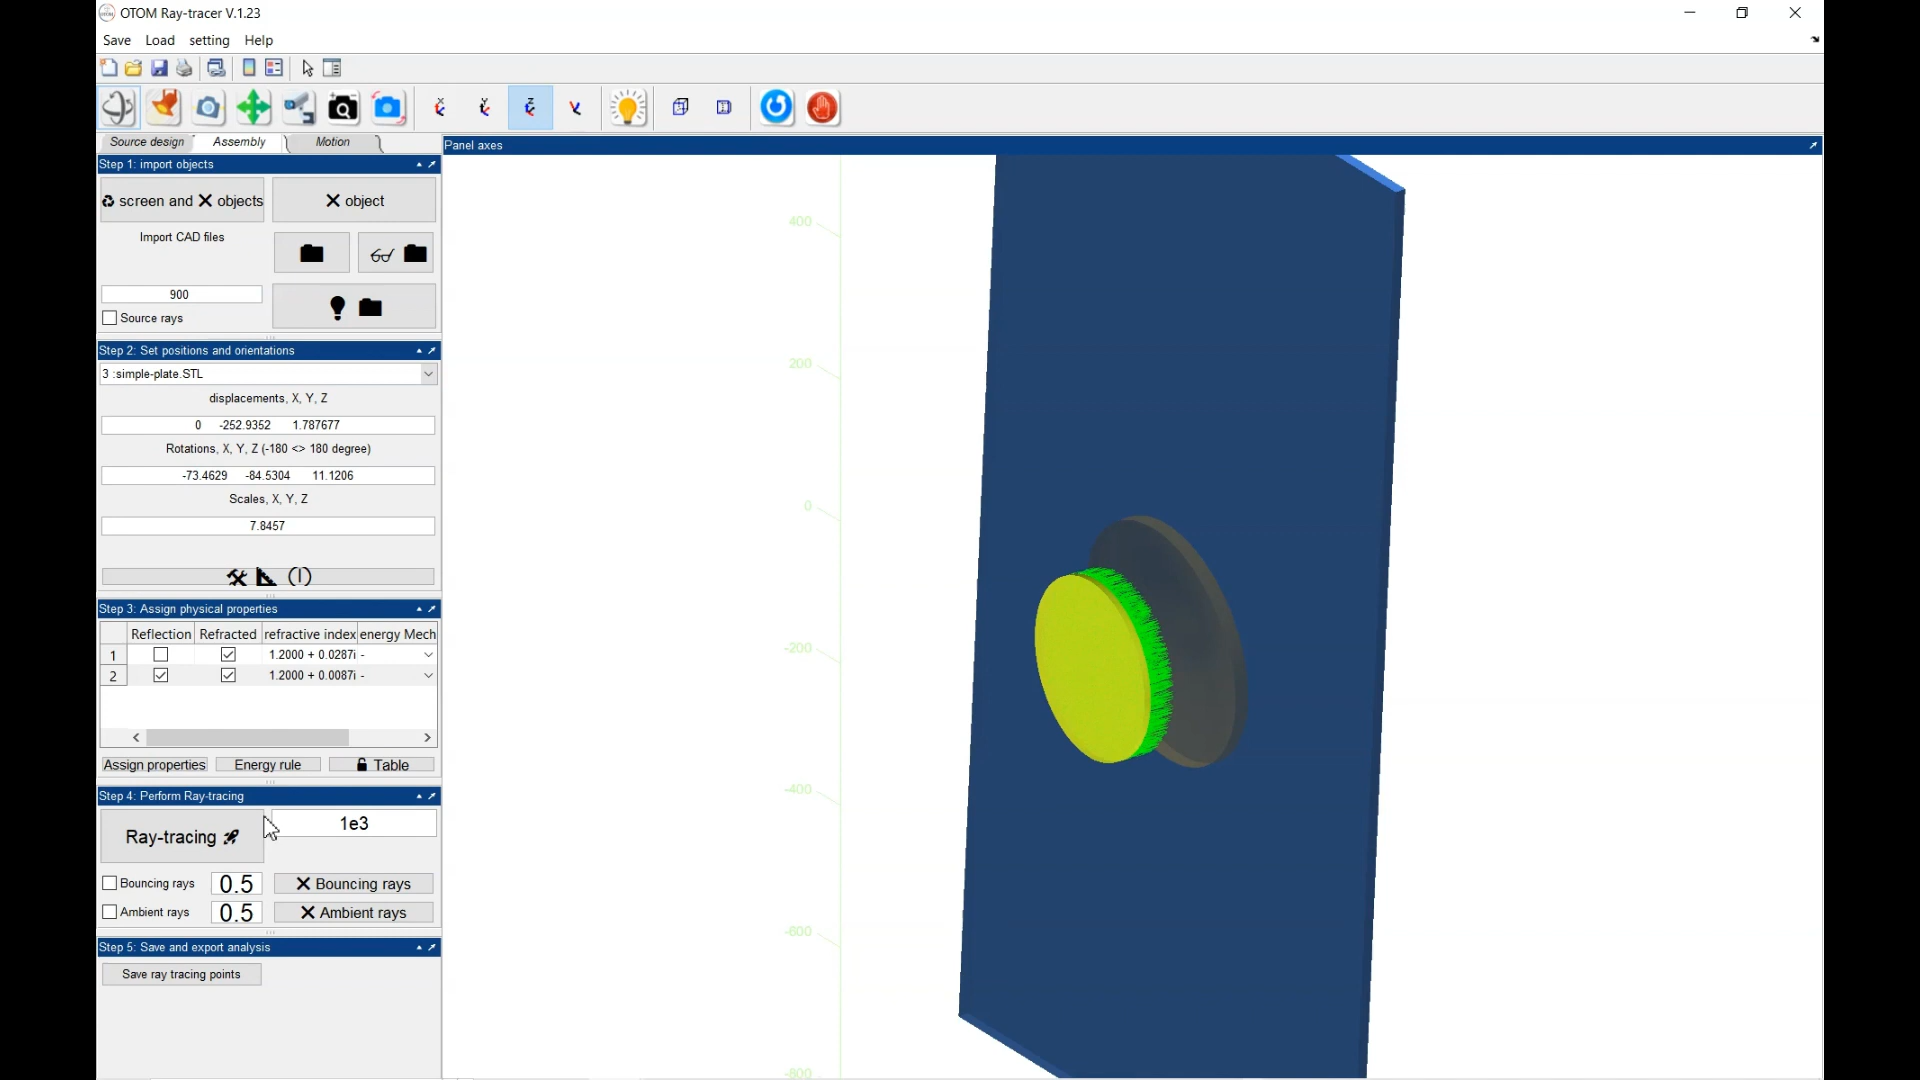 OTOM Ray-tracer V.1.23
Save Load setting Help
x y z
Source design Assembly Motion
Panel axes
Step 1: import objects
screen and ✕ objects
✕ object
Import CAD files
900
Source rays
Step 2: Set positions and orientations
3 :simple-plate.STL
displacements, X, Y, Z
0 -252.9352 1.787677
Rotations, X, Y, Z (-180 <> 180 degree)
-73.4629 -84.5304 11.1206
Scales, X, Y, Z
7.8457
Step 3: Assign physical properties
Reflection Refracted refractive index energy Mech
1 1.2000 + 0.0287i -
2 1.2000 + 0.0087i -
Assign properties Energy rule Table
Step 4: Perform Ray-tracing
Ray-tracing 1e3
Bouncing rays 0.5 ✕ Bouncing rays
Ambient rays 0.5 ✕ Ambient rays
Step 5: Save and export analysis
Save ray tracing points
400
200
0
-200
-400
-600
-800